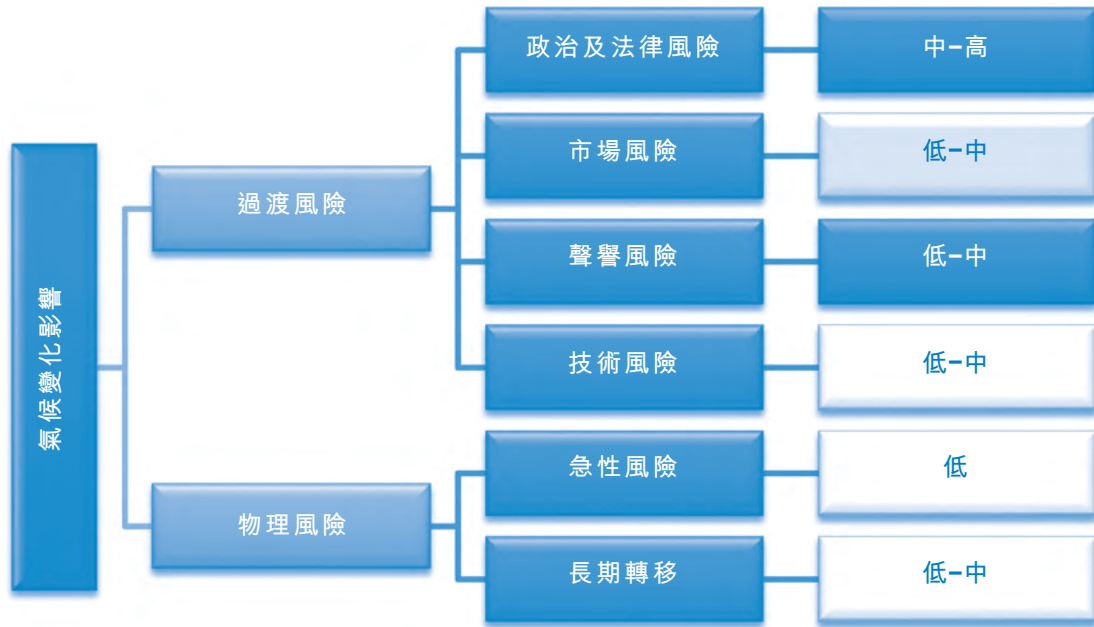 氣候變化影響
過渡風險
政治及法律風險
中–高
市場風險
低–中
聲譽風險
低–中
技術風險
低–中
物理風險
急性風險
低
長期轉移
低–中